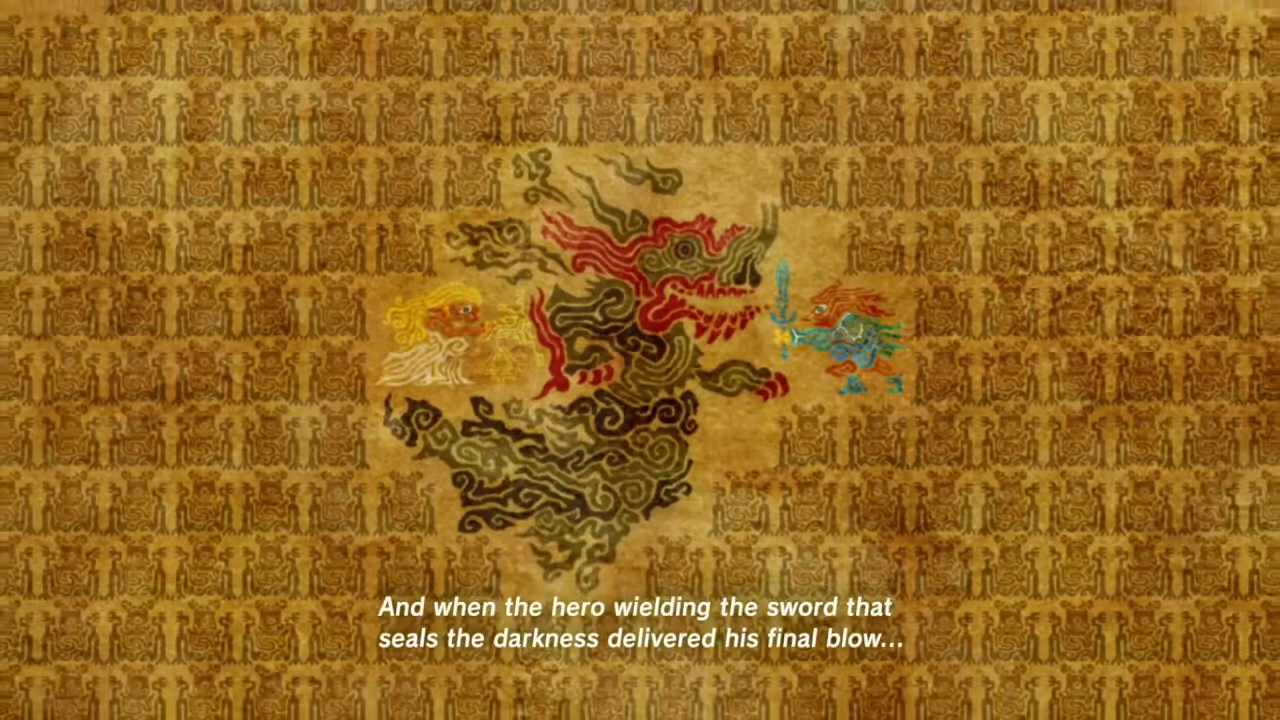 And when the hero wielding the sword that
seals the darkness delivered his final blow...